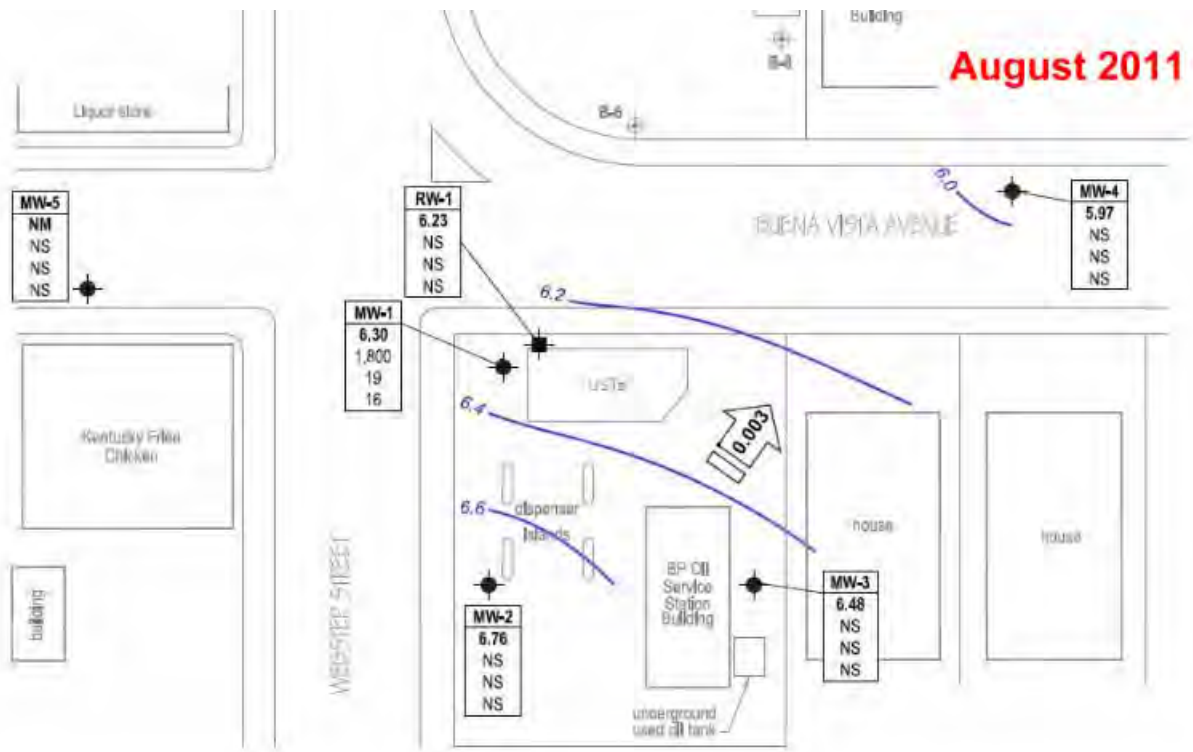 Building
August 2011
Liquor store
B-6
MW-5
NM
NS
NS
NS
RW-1
6.23
NS
NS
NS
6.0
MW-4
5.97
NS
NS
NS
BUENA VISTA AVENUE
6.2
MW-1
6.30
1,800
19
16
USTs
6.4
0.003
Kentucky Fried
Chicken
6.6
dispenser
islands
house
house
BP Oil
Service
Station
Building
MW-3
6.48
NS
NS
NS
building
WEBSTER STREET
MW-2
6.76
NS
NS
NS
underground
used oil tank